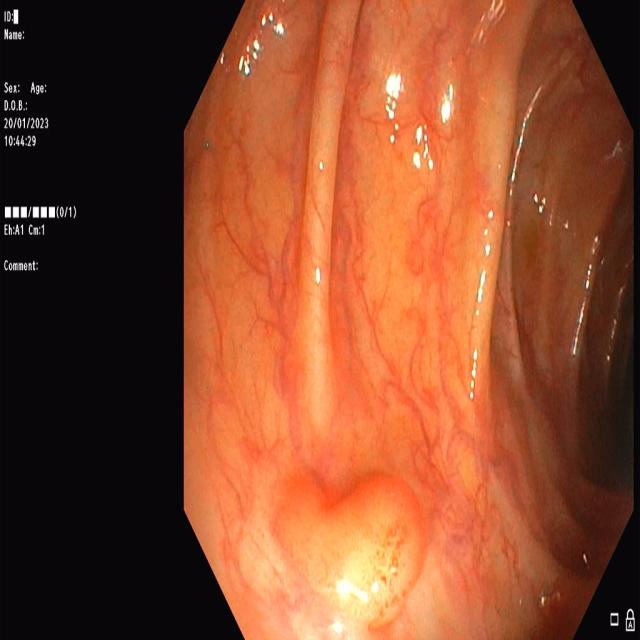 ID:
Name:
Sex: Age:
D.O.B.:
20/01/2023
10:44:29
■■■/■■■(0/1)
Eh:A1 Cm:1
Comment:
A